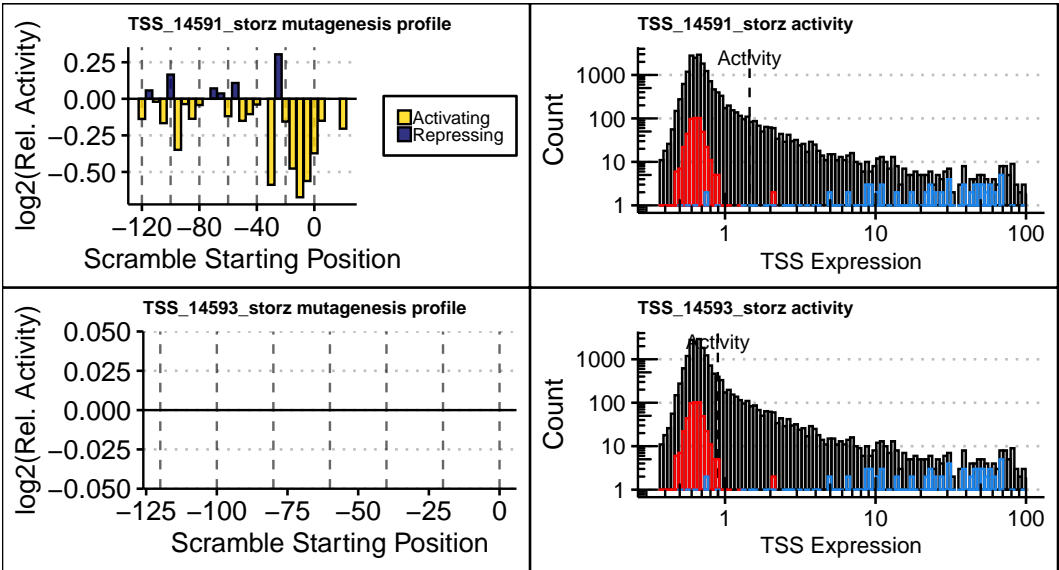 TSS_14591_storz mutagenesis profile
log2(Rel. Activity)
0.25
0.00
−0.25
−0.50
−120
−80
−40
0
Scramble Starting Position
Activating
Repressing
TSS_14591_storz activity
Activity
Count
1000
100
10
1
1
10
100
TSS Expression
TSS_14593_storz mutagenesis profile
log2(Rel. Activity)
0.050
0.025
0.000
−0.025
−0.050
−125
−100
−75
−50
−25
0
Scramble Starting Position
TSS_14593_storz activity
Activity
Count
1000
100
10
1
1
10
100
TSS Expression